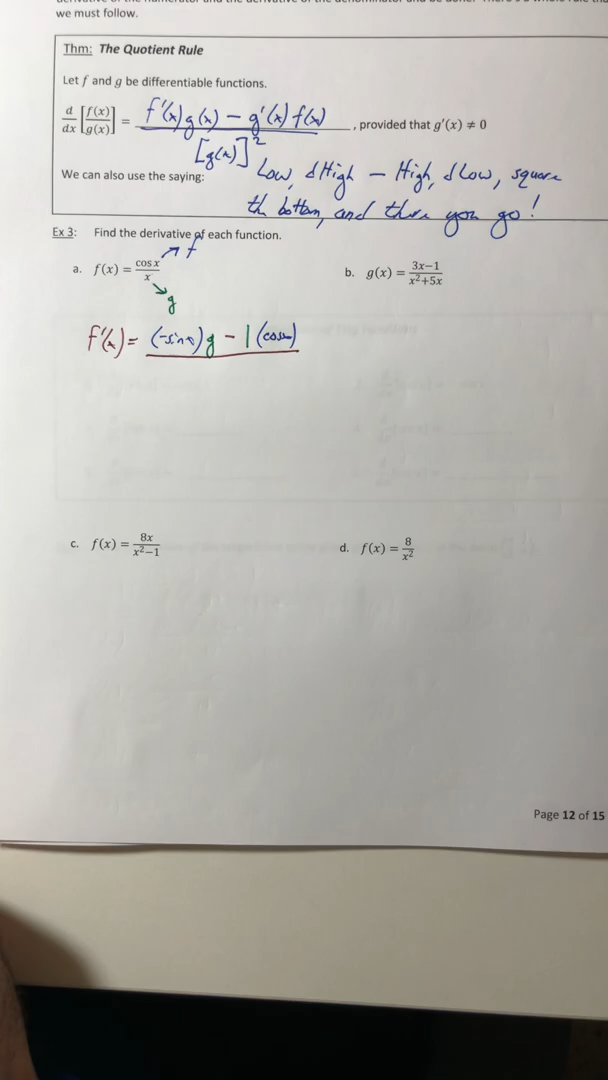 we must follow.
Thm: The Quotient Rule
Let f and g be differentiable functions.
d/dx [f(x)/g(x)] = f'(x)g(x) – g'(x)f(x) / [g(x)]² , provided that g'(x) ≠ 0
We can also use the saying: Low, dHigh – High, dLow, square
th bottom, and there you go!
Ex 3: Find the derivative of each function.
f
a. f(x) = cos x / x
b. g(x) = 3x−1 / x²+5x
g
f'(x) = (-sin x)g – 1(cosx)
c. f(x) = 8x / x²−1
d. f(x) = 8 / x²
Page 12 of 15